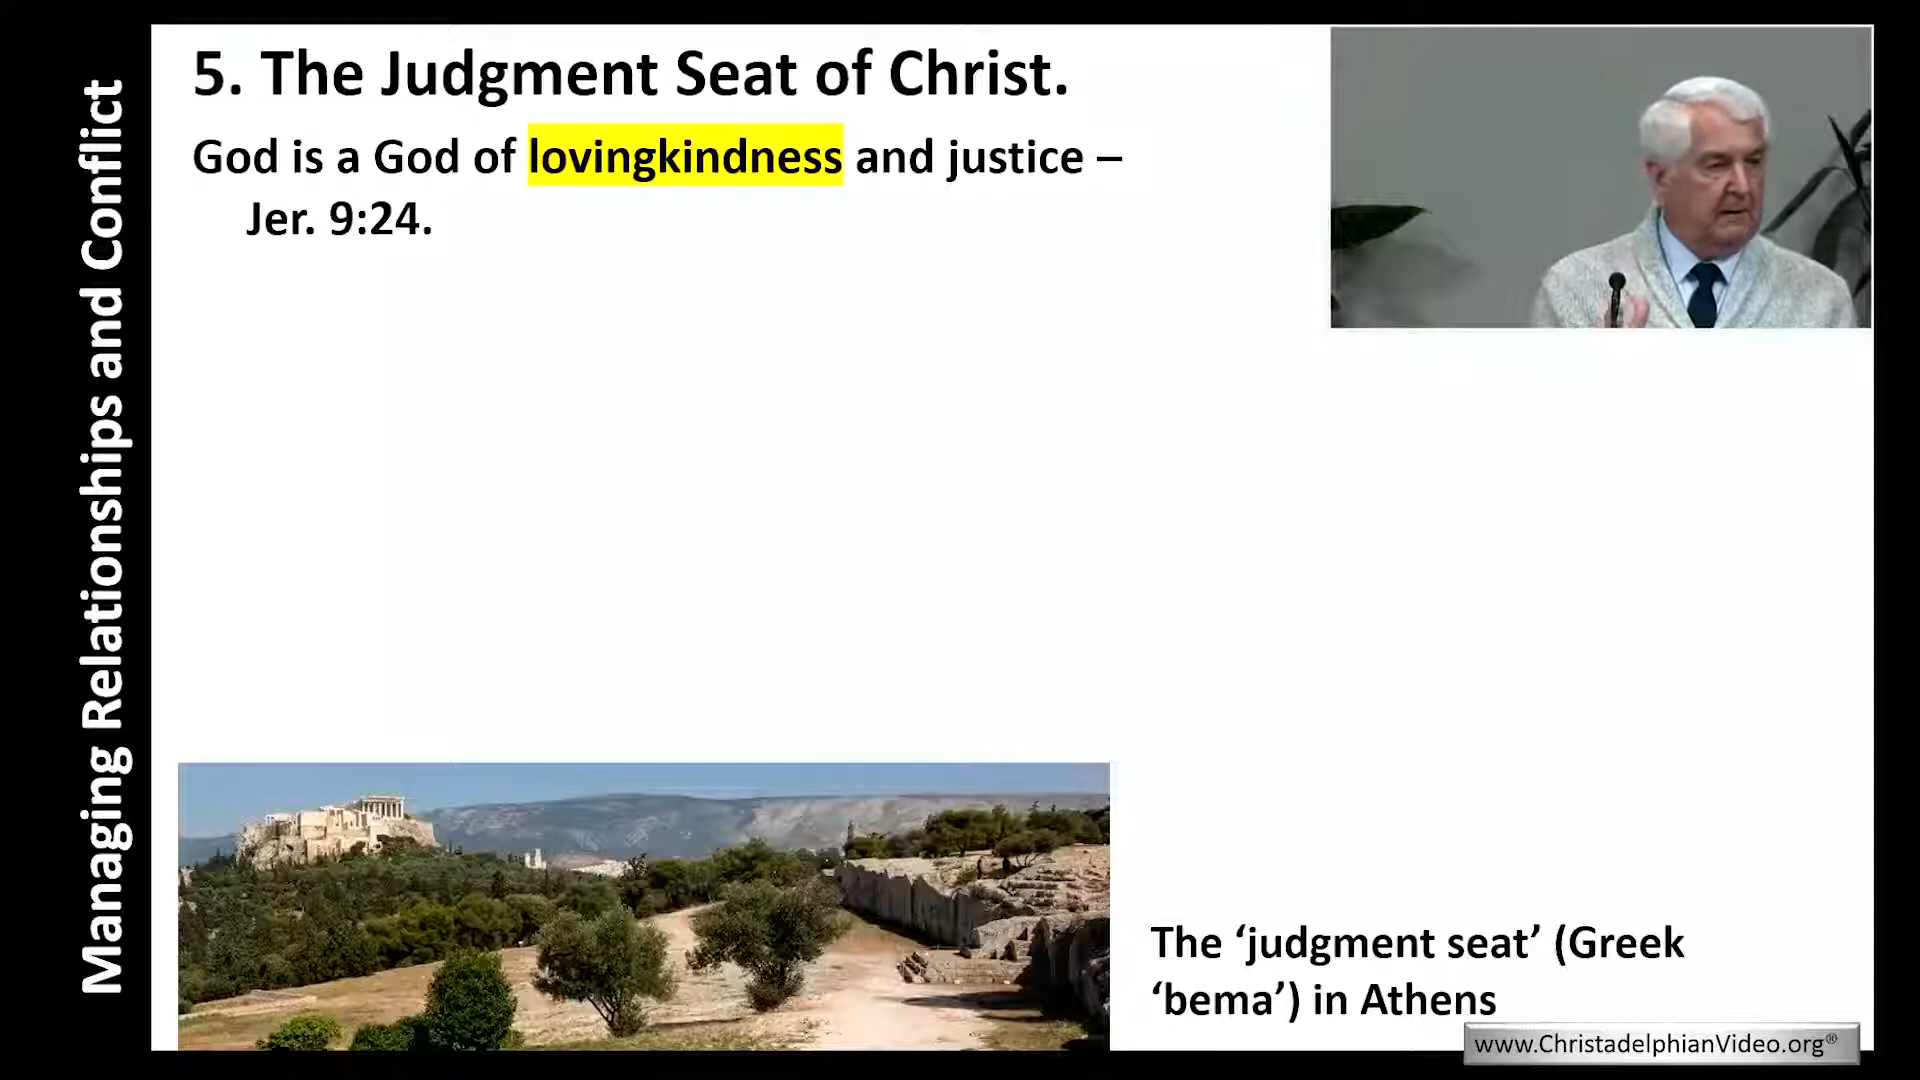 Managing Relationships and Conflict
5. The Judgment Seat of Christ.
God is a God of lovingkindness and justice –
Jer. 9:24.
The ‘judgment seat’ (Greek
‘bema’) in Athens
www.ChristadelphianVideo.org®